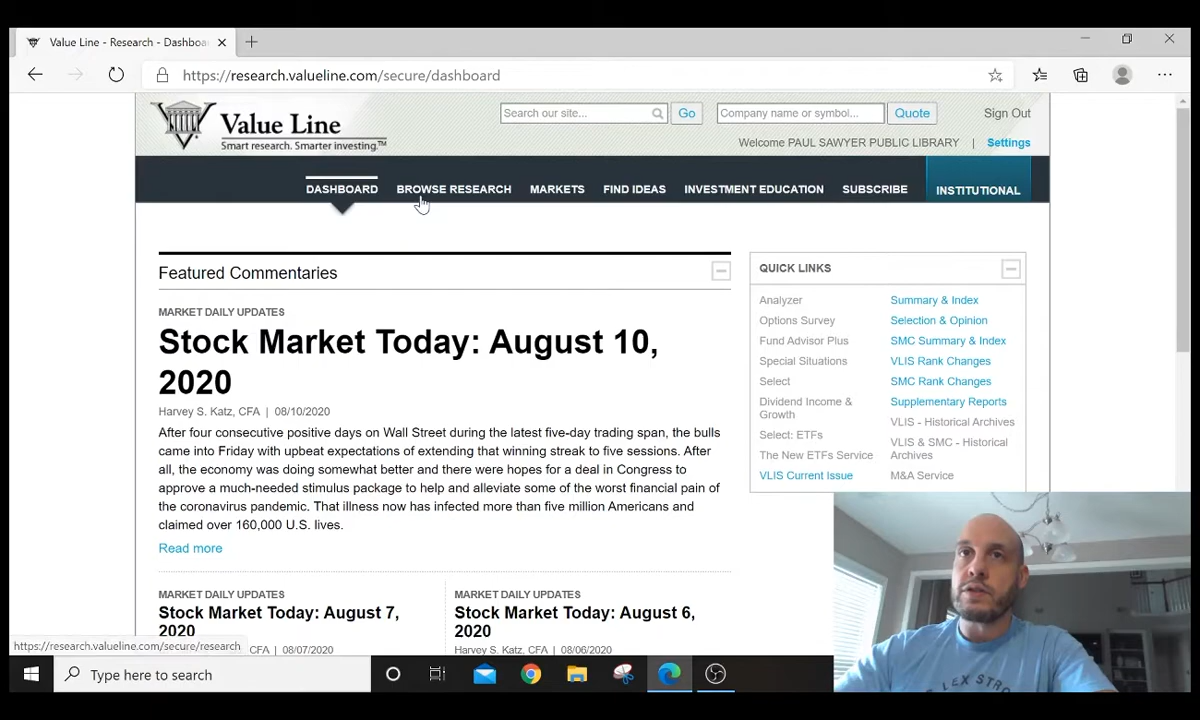 Value Line - Research - Dashboa
https://research.valueline.com/secure/dashboard
Value Line
Smart research. Smarter investing.™
Search our site...
Go
Company name or symbol...
Quote
Sign Out
Welcome PAUL SAWYER PUBLIC LIBRARY | Settings
DASHBOARD
BROWSE RESEARCH
MARKETS
FIND IDEAS
INVESTMENT EDUCATION
SUBSCRIBE
INSTITUTIONAL
Featured Commentaries
MARKET DAILY UPDATES
Stock Market Today: August 10,
2020
Harvey S. Katz, CFA | 08/10/2020
After four consecutive positive days on Wall Street during the latest five-day trading span, the bulls
came into Friday with upbeat expectations of extending that winning streak to five sessions. After
all, the economy was doing somewhat better and there were hopes for a deal in Congress to
approve a much-needed stimulus package to help and alleviate some of the worst financial pain of
the coronavirus pandemic. That illness now has infected more than five million Americans and
claimed over 160,000 U.S. lives.
Read more
MARKET DAILY UPDATES
Stock Market Today: August 7,
2020
CFA | 08/07/2020
MARKET DAILY UPDATES
Stock Market Today: August 6,
2020
Harvey S. Katz, CFA | 08/06/2020
QUICK LINKS
Analyzer
Options Survey
Fund Advisor Plus
Special Situations
Select
Dividend Income &
Growth
Select: ETFs
The New ETFs Service
VLIS Current Issue
Summary & Index
Selection & Opinion
SMC Summary & Index
VLIS Rank Changes
SMC Rank Changes
Supplementary Reports
VLIS - Historical Archives
VLIS & SMC - Historical
Archives
M&A Service
https://research.valueline.com/secure/research
Type here to search
LEX STRO